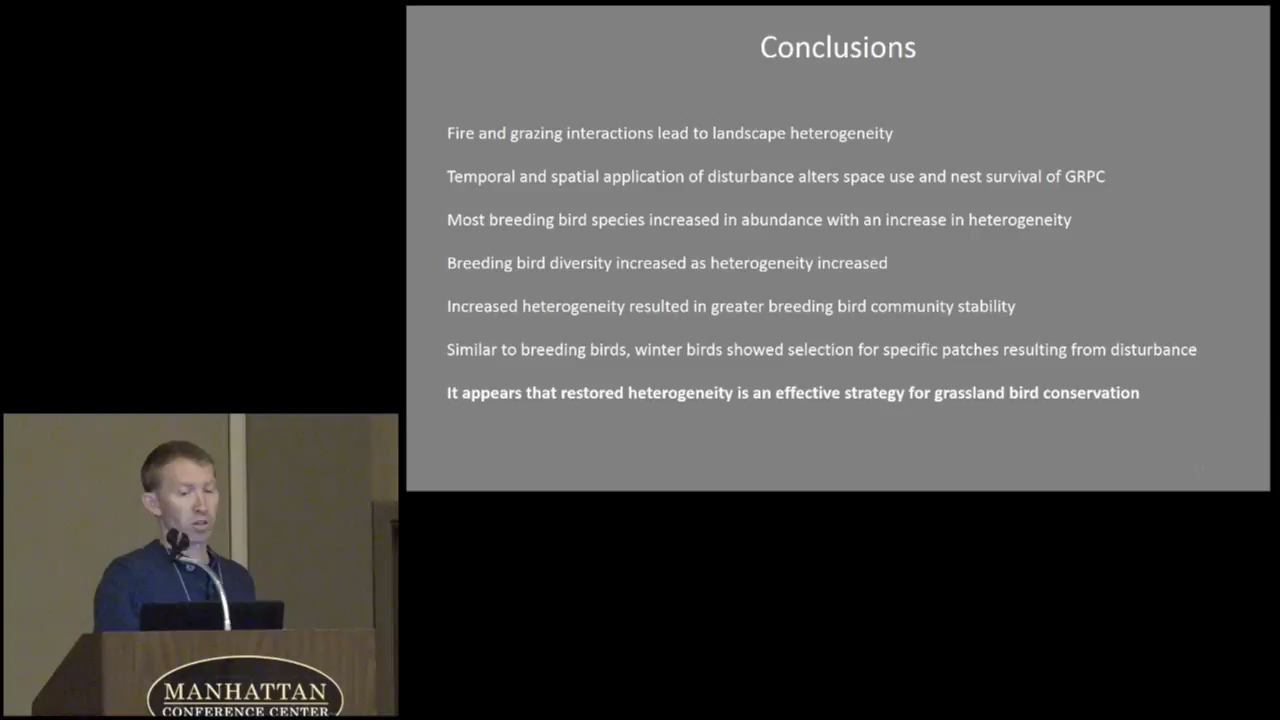 Conclusions
Fire and grazing interactions lead to landscape heterogeneity
Temporal and spatial application of disturbance alters space use and nest survival of GRPC
Most breeding bird species increased in abundance with an increase in heterogeneity
Breeding bird diversity increased as heterogeneity increased
Increased heterogeneity resulted in greater breeding bird community stability
Similar to breeding birds, winter birds showed selection for specific patches resulting from disturbance
It appears that restored heterogeneity is an effective strategy for grassland bird conservation
MANHATTAN
CONFERENCE CENTER